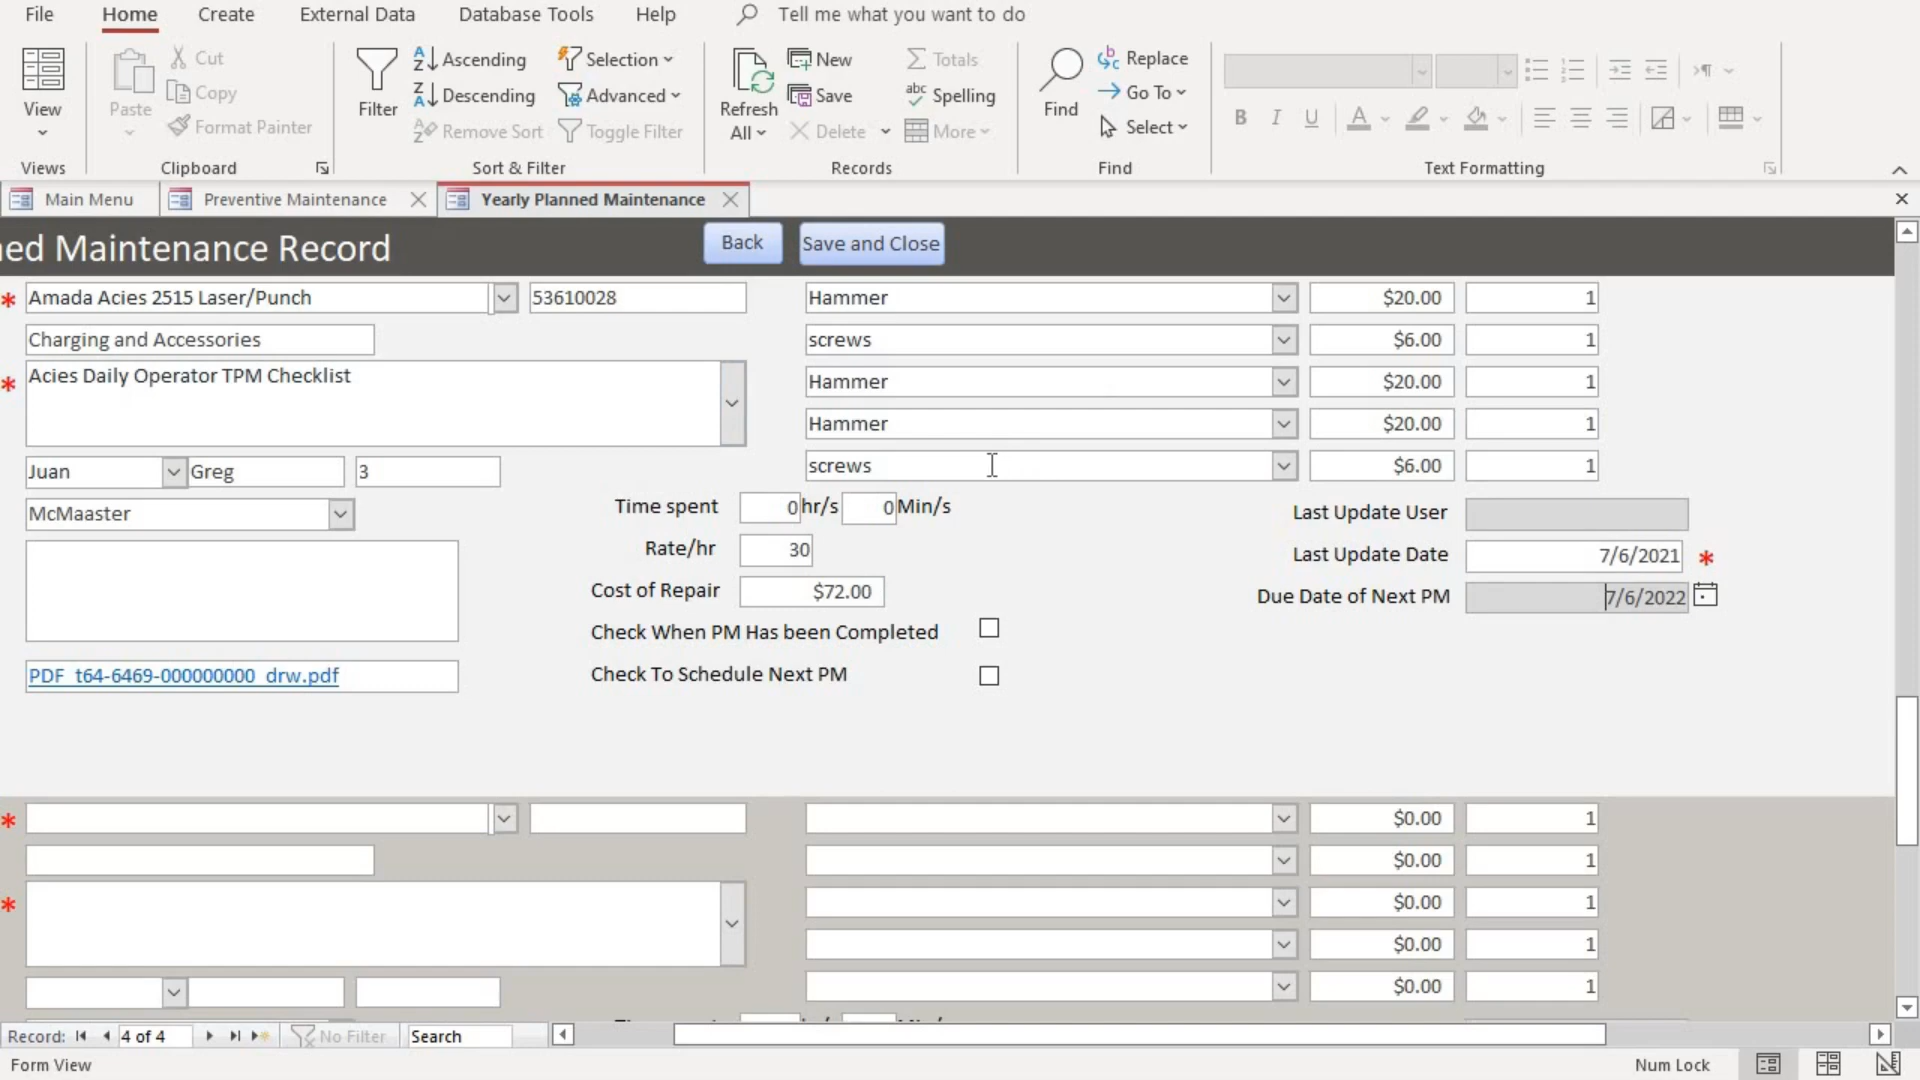 File Home Create External Data Database Tools Help Tell me what you want to do
View
Paste
Cut
Copy
Format Painter
Filter
Ascending
Descending
Remove Sort
Selection
Advanced
Toggle Filter
Refresh All
New
Save
Delete
Totals
Spelling
More
Find
Replace
Go To
Select
Views Clipboard Sort & Filter Records Find Text Formatting
Main Menu Preventive Maintenance Yearly Planned Maintenance
ned Maintenance Record Back Save and Close
* Amada Acies 2515 Laser/Punch 53610028 Hammer $20.00 1
Charging and Accessories screws $6.00 1
* Acies Daily Operator TPM Checklist Hammer $20.00 1
Hammer $20.00 1
Juan Greg 3 screws $6.00 1
McMaaster Time spent 0 hr/s 0 Min/s Last Update User
Rate/hr 30 Last Update Date 7/6/2021 *
Cost of Repair $72.00 Due Date of Next PM 7/6/2022
Check When PM Has been Completed
PDF_t64-6469-000000000_drw.pdf Check To Schedule Next PM
* $0.00 1
$0.00 1
* $0.00 1
$0.00 1
$0.00 1
Record: 4 of 4 No Filter Search
Form View Num Lock